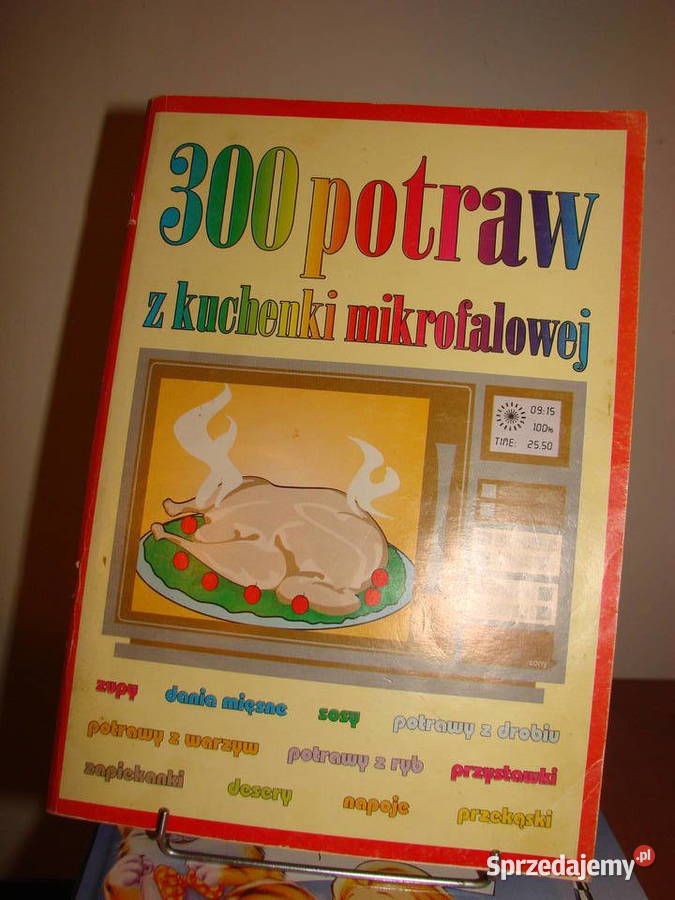 300 potraw
z kuchenki mikrofalowej
09:15
100%
TIME: 25.50
sony
zupy dania mięsne sosy potrawy z drobiu
potrawy z warzyw potrawy z ryb przystawki
zapiekanki desery napoje przekąski
Sprzedajemy.pl